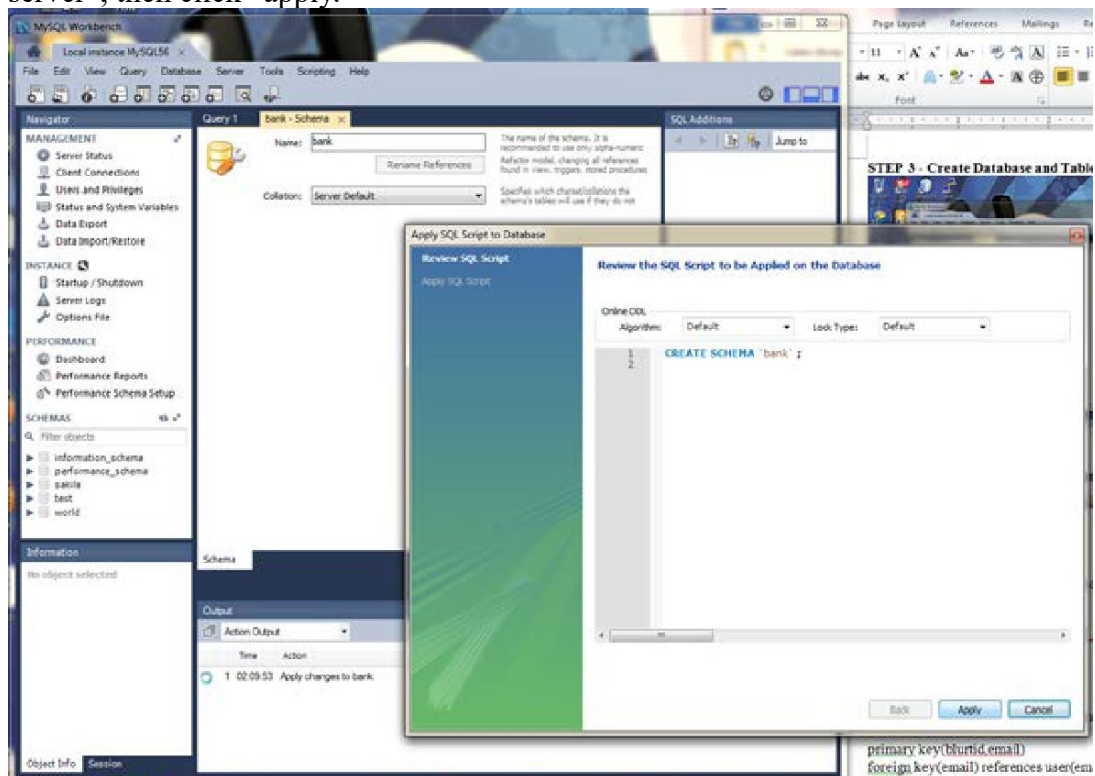 server", then click "apply.
MySQL Workbench
Local instance MySQL56 ×
File Edit View Query Database Server Tools Scripting Help
Navigator
MANAGEMENT
Server Status
Client Connections
Users and Privileges
Status and System Variables
Data Export
Data Import/Restore
INSTANCE
Startup / Shutdown
Server Logs
Options File
PERFORMANCE
Dashboard
Performance Reports
Performance Schema Setup
SCHEMAS
Filter objects
information_schema
performance_schema
sakila
test
world
Information
No object selected
Object Info Session
Query 1 bank - Schema ×
Name: bank
The name of the schema. It is
recommended to use only alpha-numeric
Rename References
Refactor model, changing all references
found in view, triggers, stored procedures
Collation: Server Default
Specifies which charset/collations the
schema's tables will use if they do not
Schema
Output
Action Output
Time Action
1 02:09:53 Apply changes to bank
SQL Additions
Jump to
Apply SQL Script to Database
Review SQL Script
Apply SQL Script
Review the SQL Script to be Applied on the Database
Online DDL
Algorithm: Default Lock Type: Default
1 CREATE SCHEMA `bank` ;
2
Back Apply Cancel
Page Layout References Mailings Re
11
Font
STEP 3 - Create Database and Table
primary key(blurtid,email)
foreign key(email) references user(ema